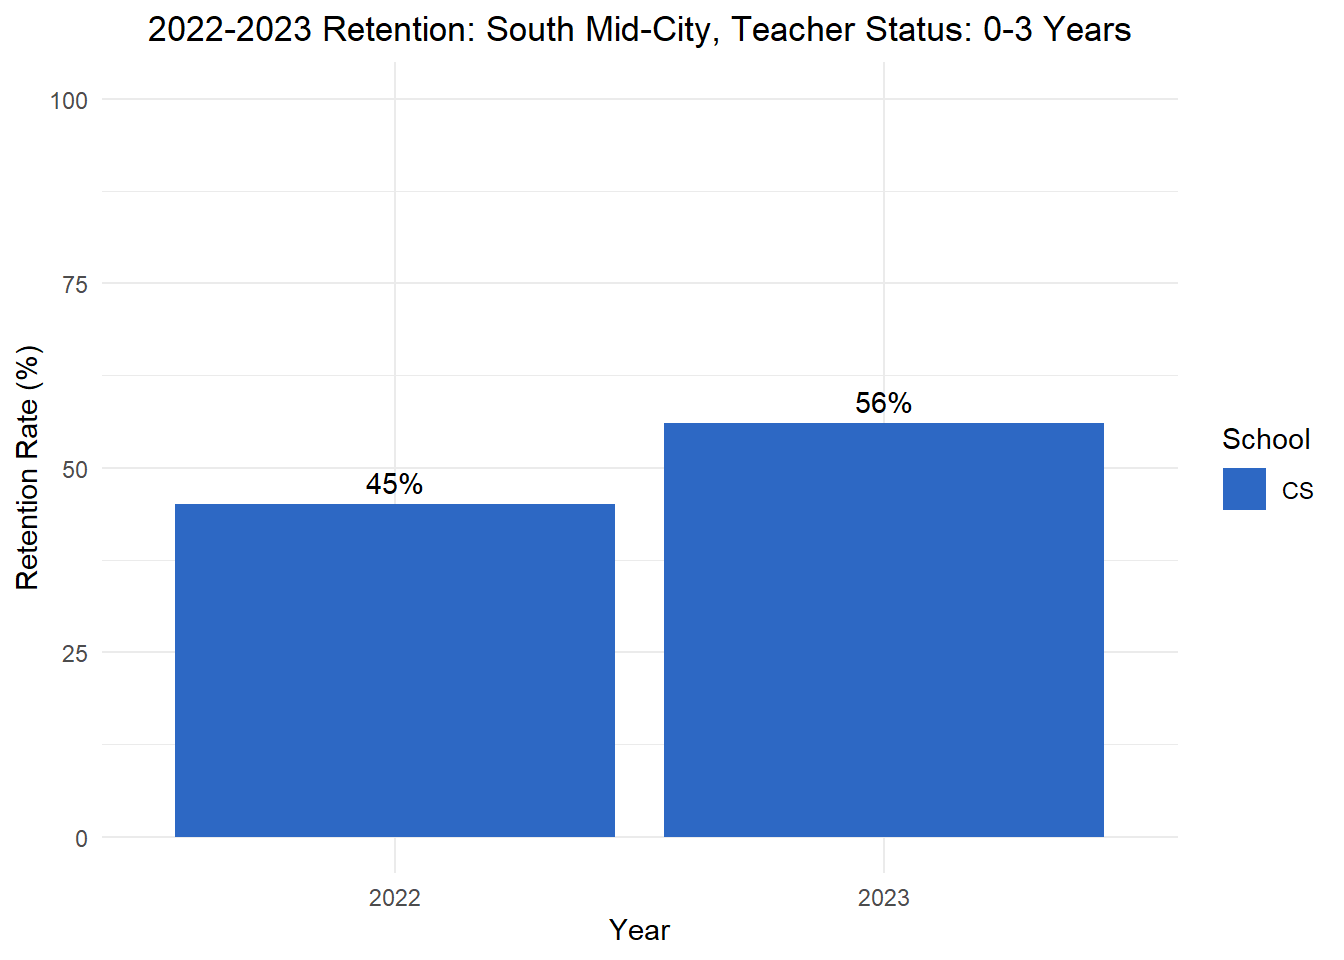 2022-2023 Retention: South Mid-City, Teacher Status: 0-3 Years
Retention Rate (%)
100
75
50
25
0
45%
56%
2022
2023
Year
School
CS